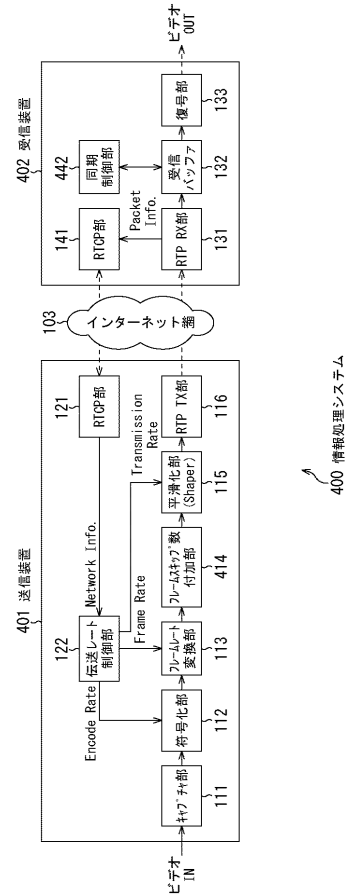 401 送信装置
ビデオ
IN
キャプチャ部
111
符号化部
112
フレームレート
変換部
113
フレームスキップ数
付加部
414
平滑化部
(Shaper)
115
RTP TX部
116
122
伝送レート
制御部
Encode Rate
Frame Rate
Transmission
Rate
Network Info.
121
RTCP部
103
インターネット網
402 受信装置
141
RTCP部
Packet
Info.
RTP RX部
131
442
同期
制御部
受信
バッファ
132
復号部
133
ビデオ
OUT
400 情報処理システム